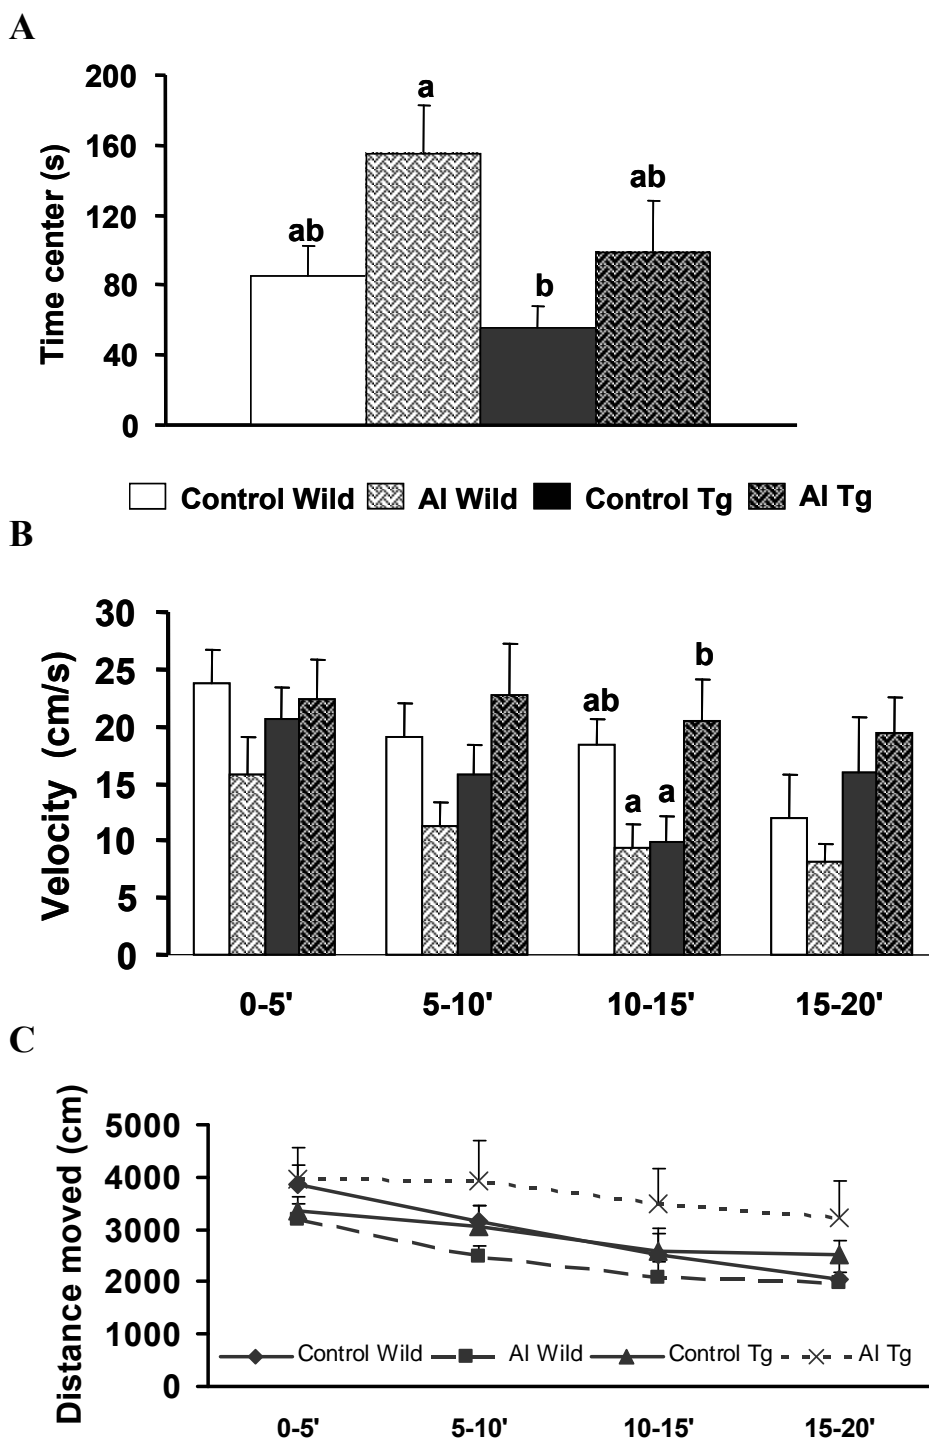 A
200
160
120
80
40
0
Time center (s)
ab
a
b
ab
Control Wild Al Wild Control Tg Al Tg
B
30
25
20
15
10
5
0
Velocity (cm/s)
ab
a
a
b
0-5' 5-10' 10-15' 15-20'
C
5000
4000
3000
2000
1000
0
Distance moved (cm)
Control Wild Al Wild Control Tg Al Tg
0-5' 5-10' 10-15' 15-20'